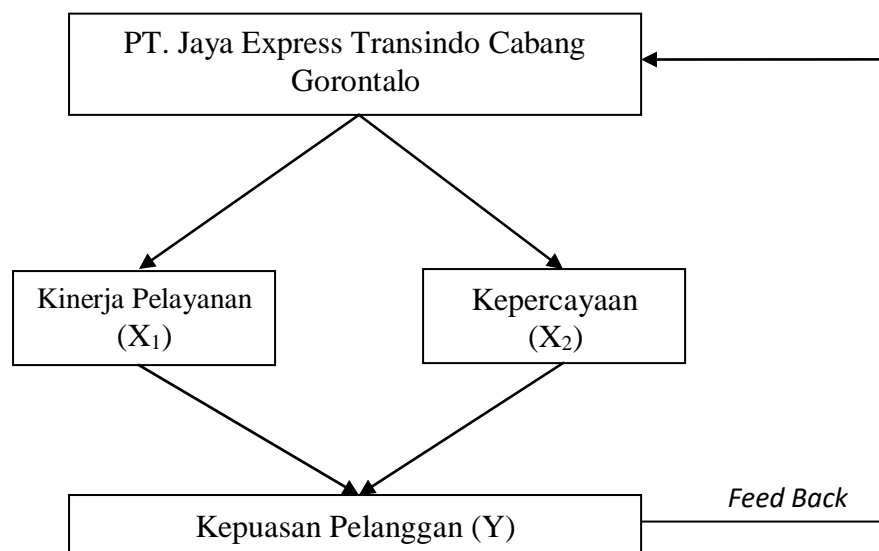 PT. Jaya Express Transindo Cabang
Gorontalo
Kinerja Pelayanan
(X₁)
Kepercayaan
(X₂)
Feed Back
Kepuasan Pelanggan (Y)